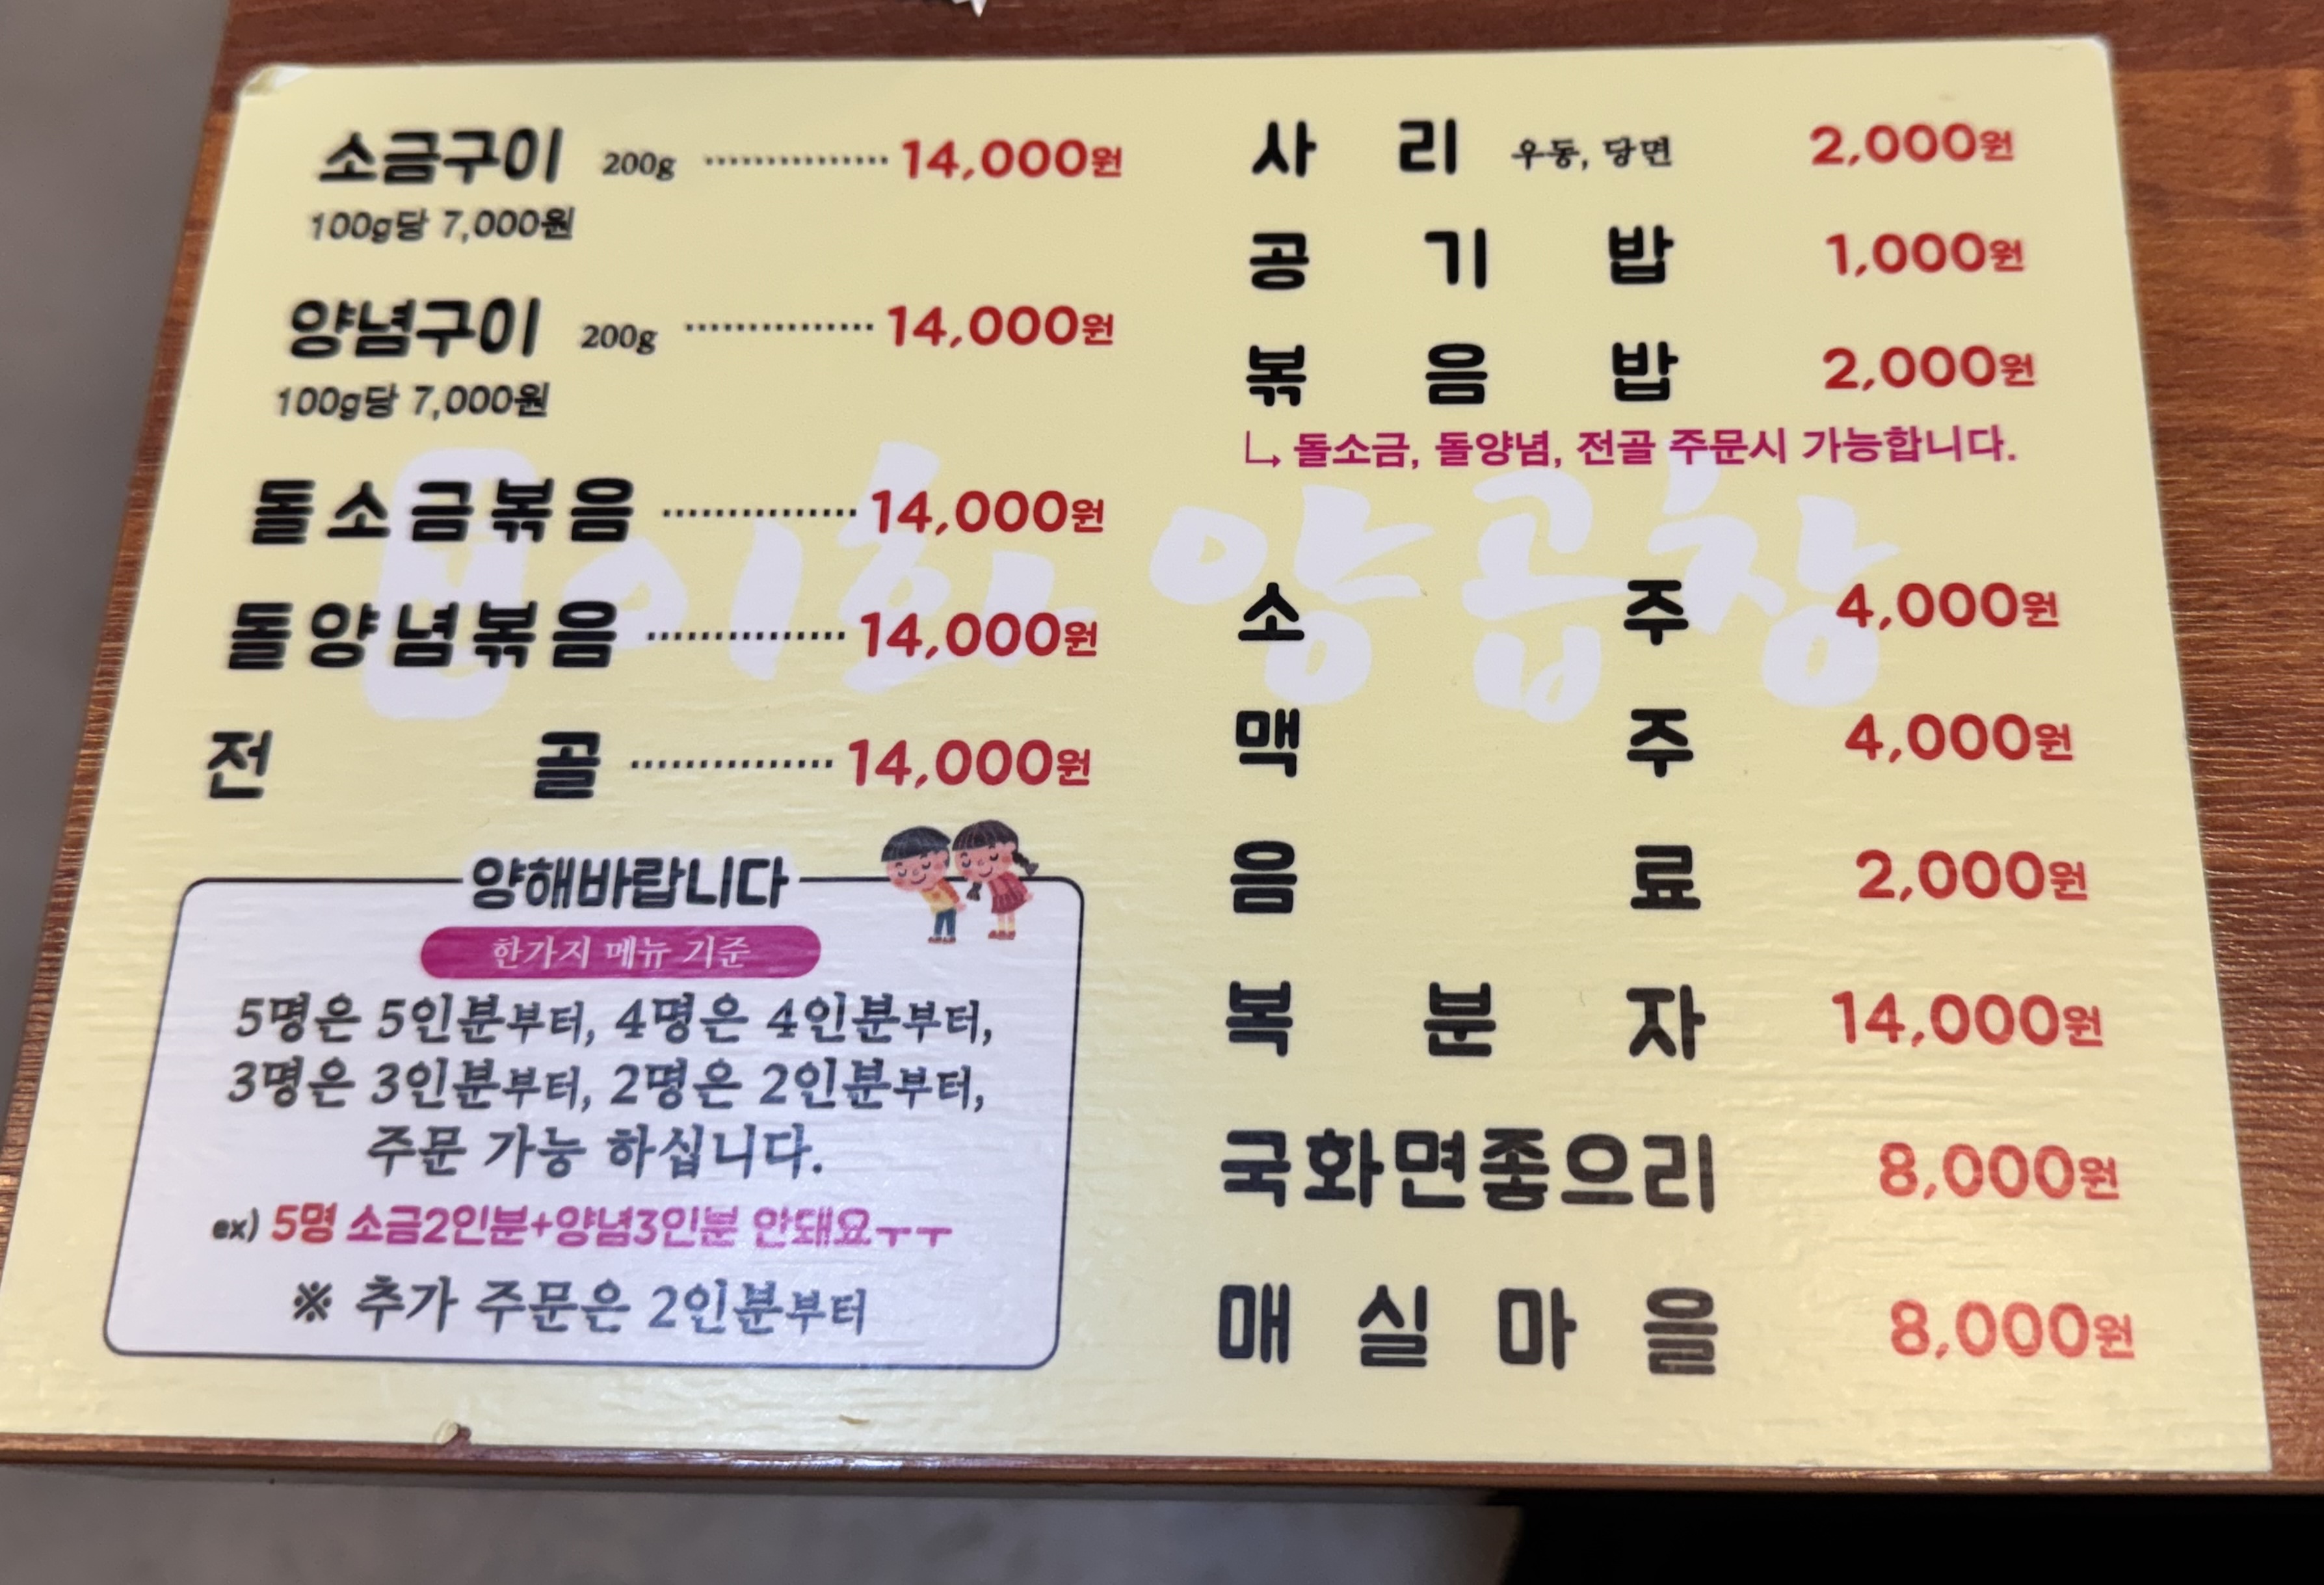 소금구이 200g ⋯⋯⋯⋯⋯ 14,000원
100g당 7,000원
양념구이 200g ⋯⋯⋯⋯⋯ 14,000원
100g당 7,000원
돌소금볶음 ⋯⋯⋯⋯⋯ 14,000원
돌양념볶음 ⋯⋯⋯⋯⋯ 14,000원
전골 ⋯⋯⋯⋯⋯ 14,000원
양해바랍니다
한가지 메뉴 기준
5명은 5인분부터, 4명은 4인분부터,
3명은 3인분부터, 2명은 2인분부터,
주문 가능 하십니다.
ex) 5명 소금2인분+양념3인분 안돼요ㅜㅜ
※ 추가 주문은 2인분부터
사리 우동, 당면 2,000원
공기밥 1,000원
볶음밥 2,000원
ㄴ 돌소금, 돌양념, 전골 주문시 가능합니다.
이화 양곱창
소주 4,000원
맥주 4,000원
음료 2,000원
복분자 14,000원
국화면좋으리 8,000원
매실마을 8,000원